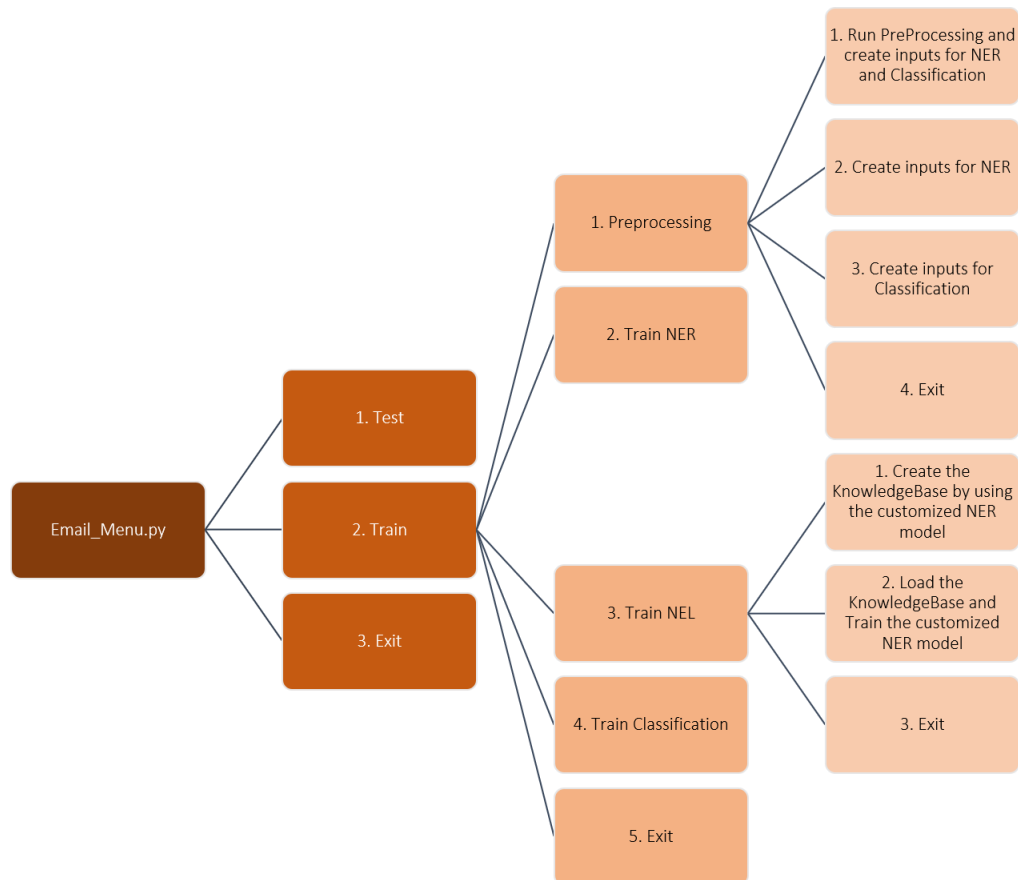 Email_Menu.py
1. Test
2. Train
3. Exit
1. Preprocessing
2. Train NER
3. Train NEL
4. Train Classification
5. Exit
1. Run PreProcessing and
create inputs for NER
and Classification
2. Create inputs for NER
3. Create inputs for
Classification
4. Exit
1. Create the
KnowledgeBase by using
the customized NER
model
2. Load the
KnowledgeBase and
Train the customized
NER model
3. Exit